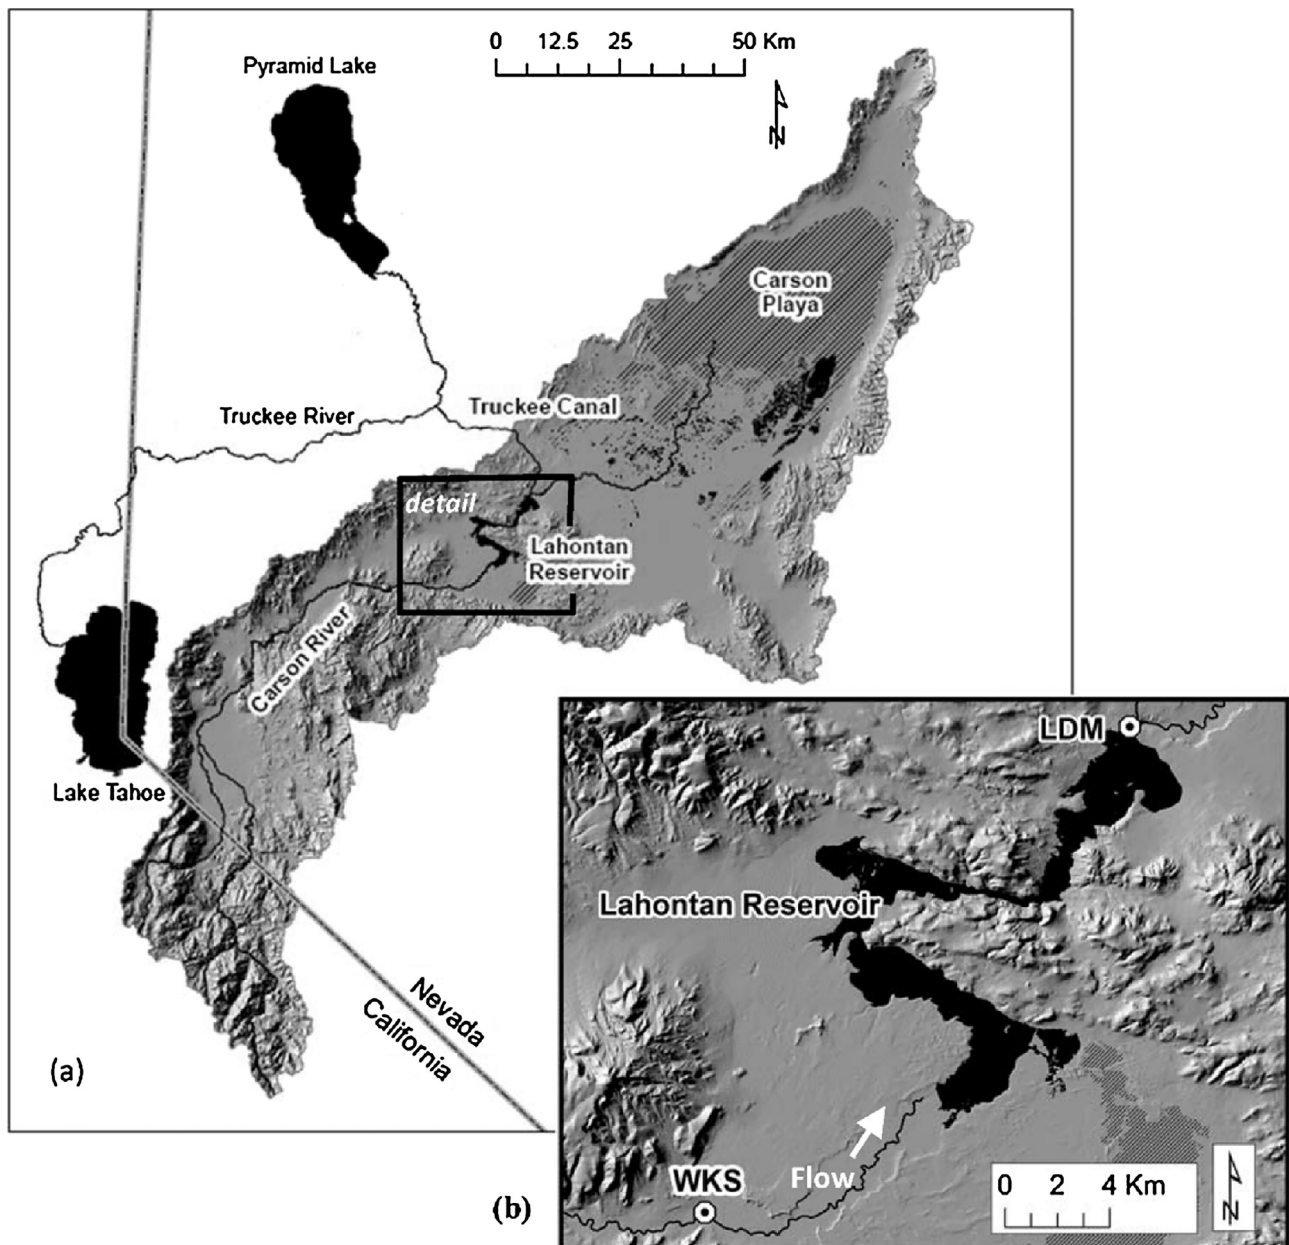 0 12.5 25 50 Km
Pyramid Lake
N
Carson
Playa
Truckee Canal
Truckee River
detail
Lahontan
Reservoir
Carson River
Lake Tahoe
Nevada
California
(a)
LDM
Lahontan Reservoir
Flow
WKS
0 2 4 Km
N
(b)